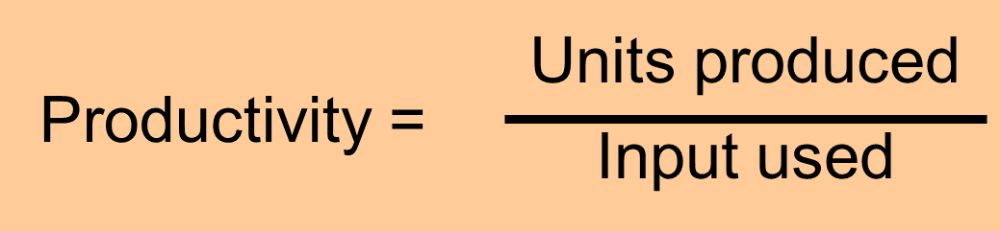 Productivity =
Units produced
Input used